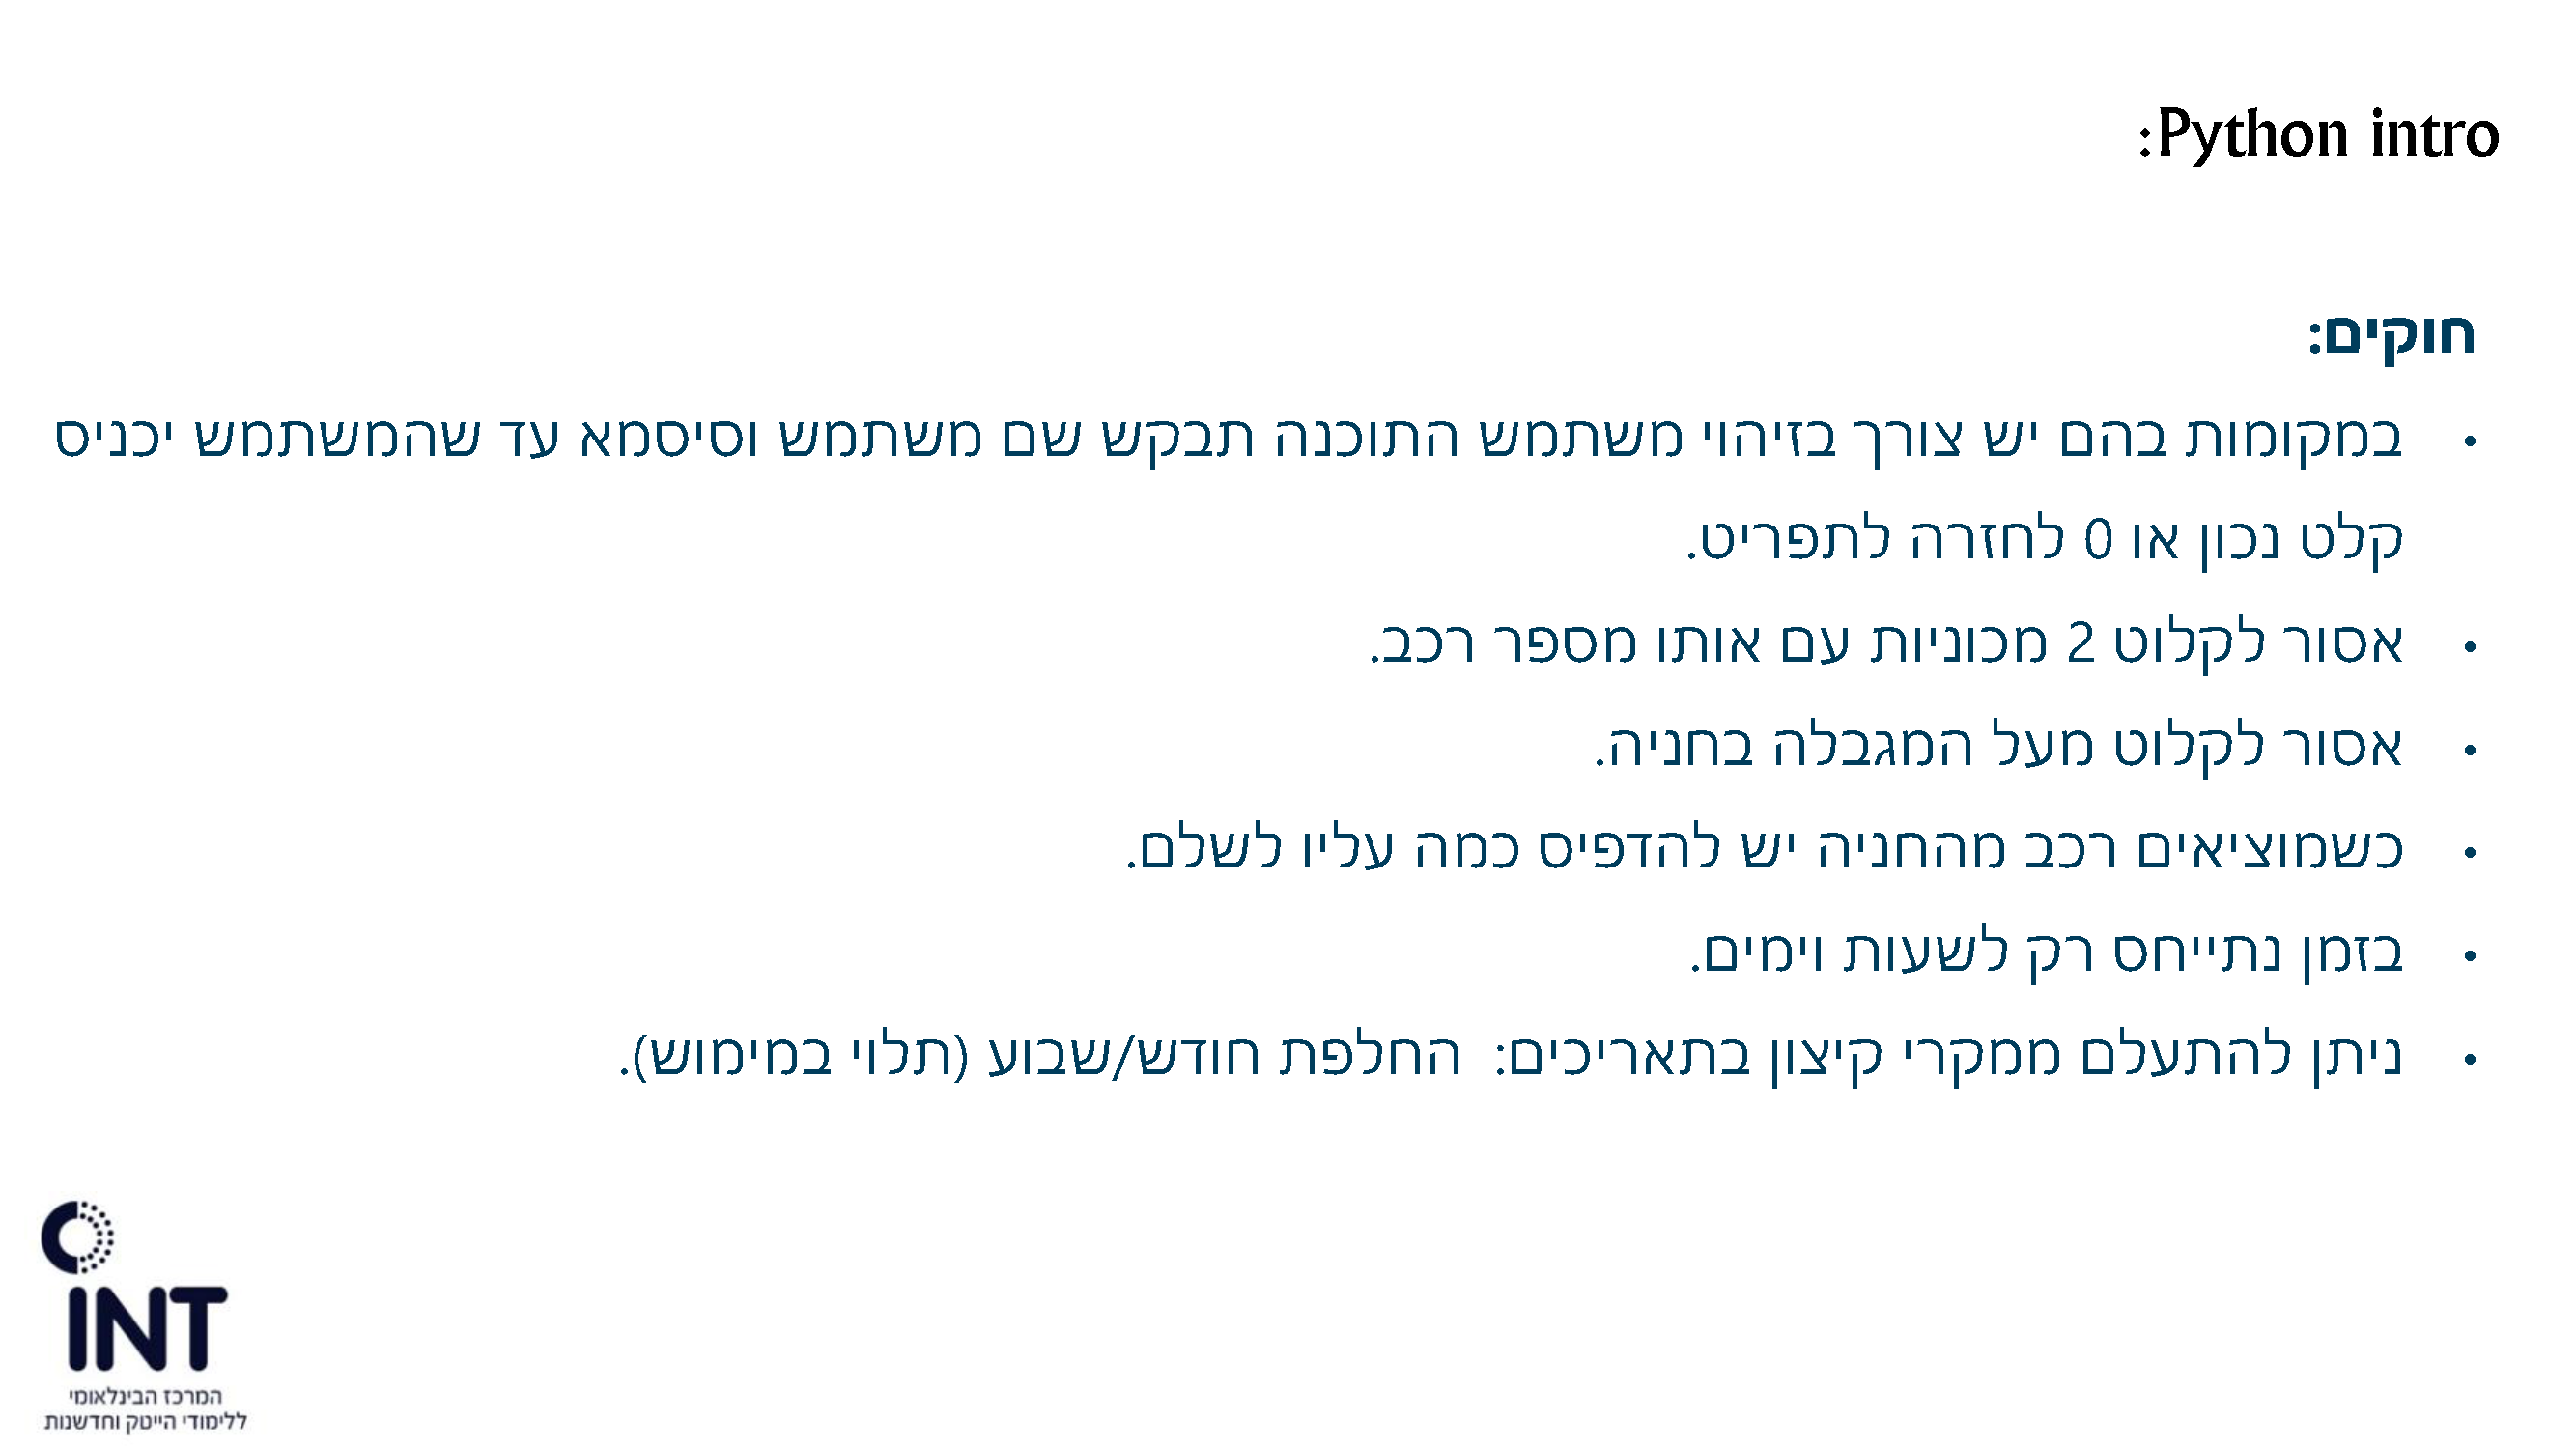 Python intro:
חוקים:
• במקומות בהם יש צורך בזיהוי משתמש התוכנה תבקש שם משתמש וסיסמא עד שהמשתמש יכניס
קלט נכון או 0 לחזרה לתפריט.
• אסור לקלוט 2 מכוניות עם אותו מספר רכב.
• אסור לקלוט מעל המגבלה בחניה.
• כשמוציאים רכב מהחניה יש להדפיס כמה עליו לשלם.
• בזמן נתייחס רק לשעות וימים.
• ניתן להתעלם ממקרי קיצון בתאריכים: החלפת חודש/שבוע (תלוי במימוש).
INT
המרכז הבינלאומי
ללימודי הייטק וחדשנות